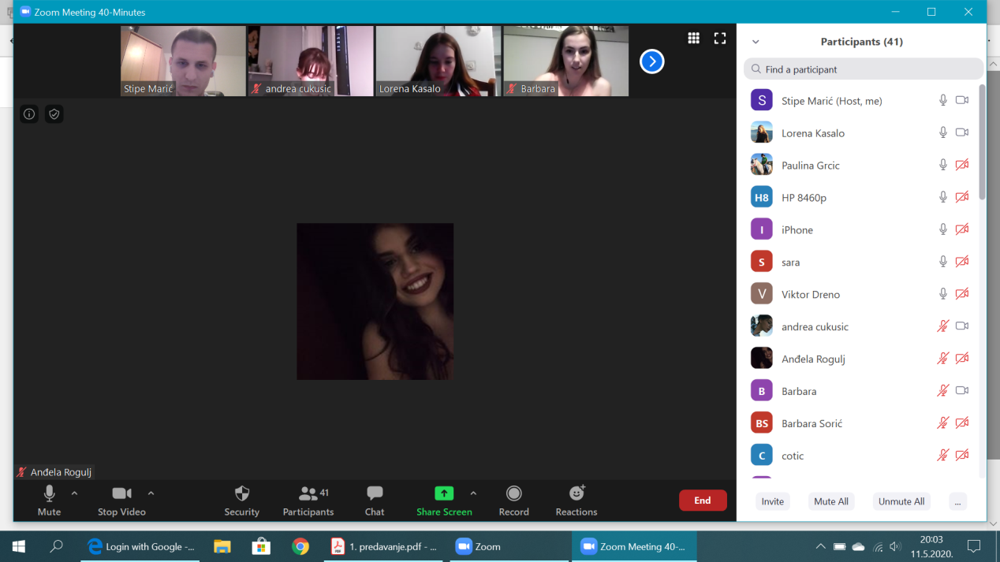 Zoom Meeting 40-Minutes
Stipe Marić
andrea cukusic
Lorena Kasalo
Barbara
Anđela Rogulj
Participants (41)
Find a participant
S Stipe Marić (Host, me)
Lorena Kasalo
Paulina Grcic
H8 HP 8460p
I iPhone
S sara
V Viktor Dreno
andrea cukusic
Anđela Rogulj
B Barbara
BS Barbara Sorić
C cotic
Invite Mute All Unmute All ...
41
Mute Stop Video Security Participants Chat Share Screen Record Reactions End
Login with Google -... 1. predavanje.pdf - ... Zoom Zoom Meeting 40-...
20:03
11.5.2020.